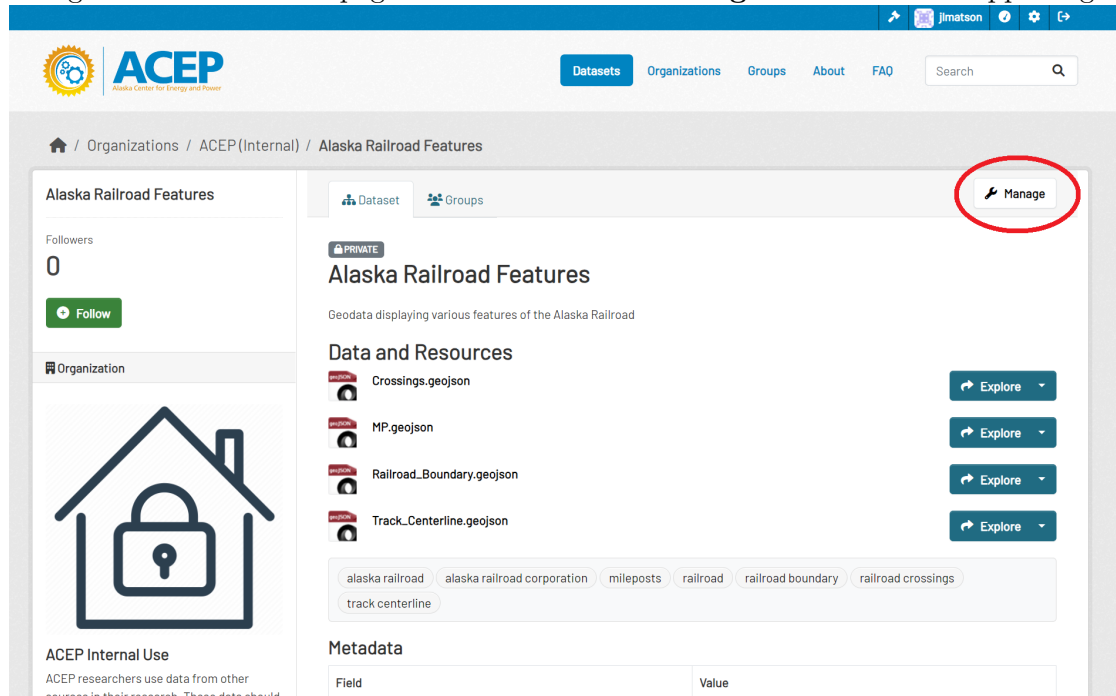 jlmatson
ACEP
Alaska Center for Energy and Power
Datasets Organizations Groups About FAQ Search
/ Organizations / ACEP (Internal) / Alaska Railroad Features
Alaska Railroad Features
Followers
0
Follow
Organization
ACEP Internal Use
ACEP researchers use data from other
Dataset Groups
Manage
PRIVATE
Alaska Railroad Features
Geodata displaying various features of the Alaska Railroad
Data and Resources
geoJSON
Crossings.geojson
Explore
geoJSON
MP.geojson
Explore
geoJSON
Railroad_Boundary.geojson
Explore
geoJSON
Track_Centerline.geojson
Explore
alaska railroad alaska railroad corporation mileposts railroad railroad boundary railroad crossings
track centerline
Metadata
Field Value